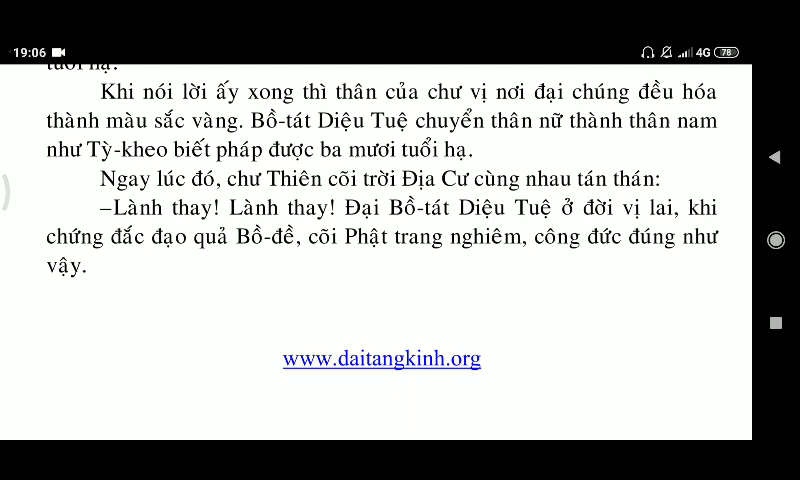 19:06
4G 78
tuổi hạ.
Khi nói lời ấy xong thì thân của chư vị nơi đại chúng đều hóa
thành màu sắc vàng. Bồ-tát Diệu Tuệ chuyển thân nữ thành thân nam
như Tỳ-kheo biết pháp được ba mươi tuổi hạ.
Ngay lúc đó, chư Thiên cõi trời Địa Cư cùng nhau tán thán:
–Lành thay! Lành thay! Đại Bồ-tát Diệu Tuệ ở đời vị lai, khi
chứng đắc đạo quả Bồ-đề, cõi Phật trang nghiêm, công đức đúng như
vậy.
www.daitangkinh.org